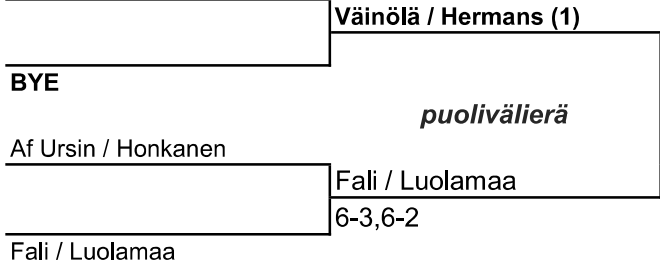 Väinölä / Hermans (1)
BYE
puolivälierä
Af Ursin / Honkanen
Fali / Luolamaa
6-3,6-2
Fali / Luolamaa